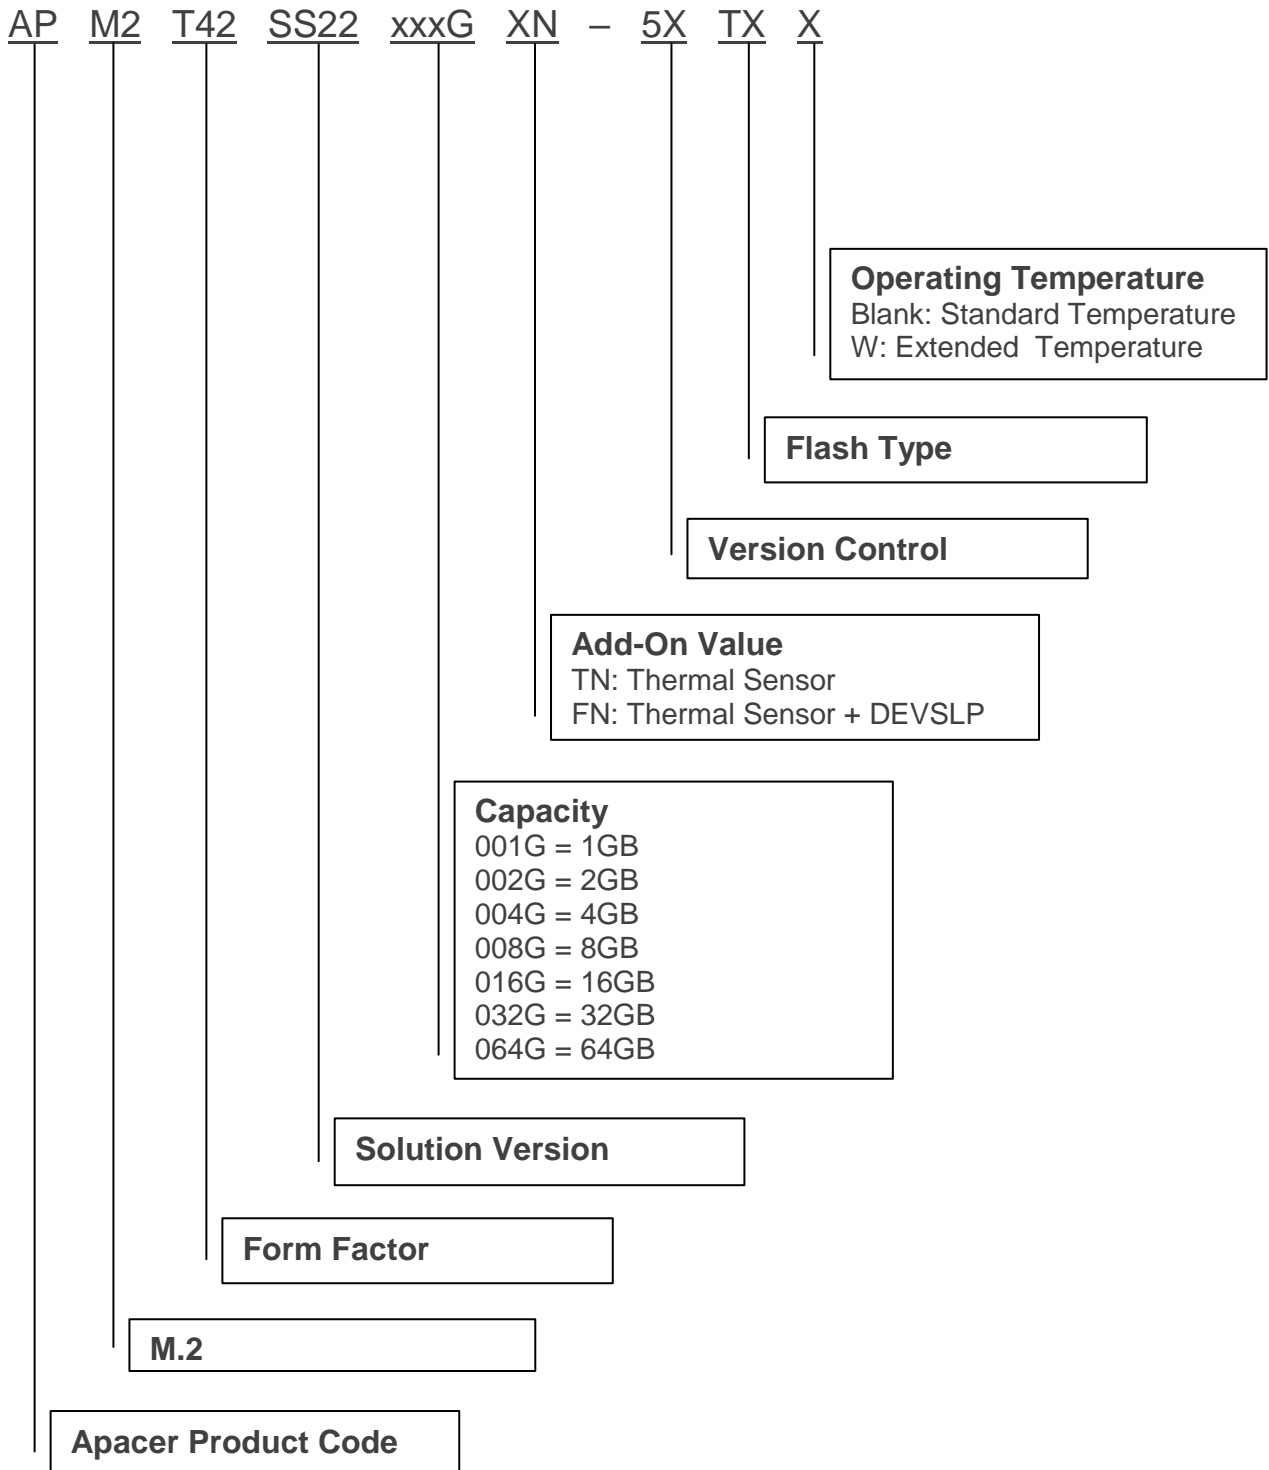 AP M2 T42 SS22 xxxG XN – 5X TX X
Operating Temperature
Blank: Standard Temperature
W: Extended Temperature
Flash Type
Version Control
Add-On Value
TN: Thermal Sensor
FN: Thermal Sensor + DEVSLP
Capacity
001G = 1GB
002G = 2GB
004G = 4GB
008G = 8GB
016G = 16GB
032G = 32GB
064G = 64GB
Solution Version
Form Factor
M.2
Apacer Product Code